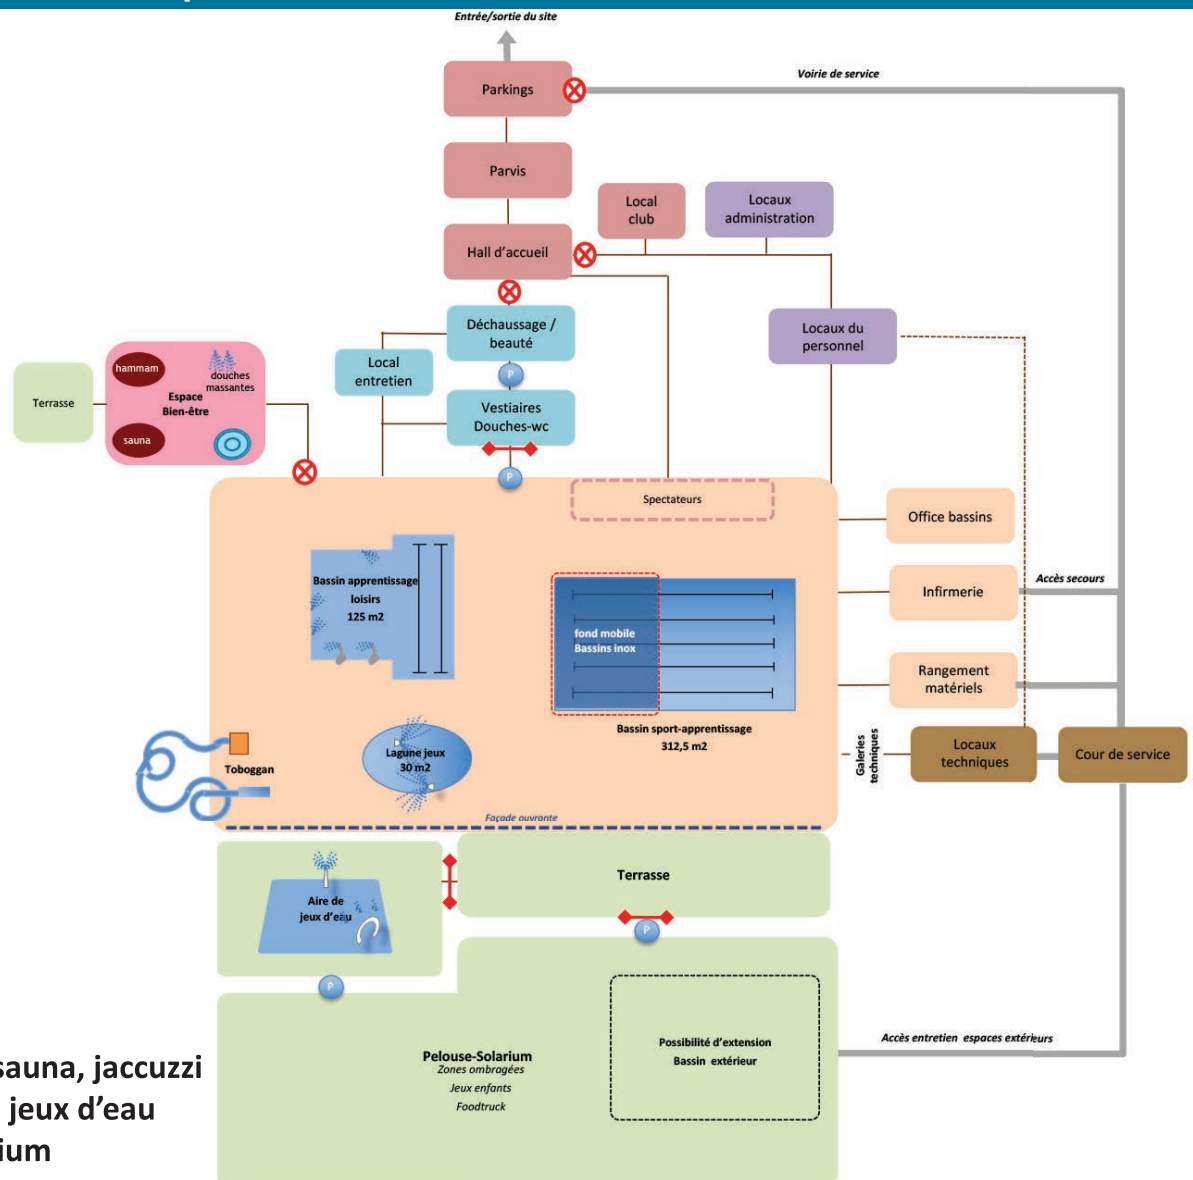 Entrée/sortie du site
Voirie de service
Parkings
Parvis
Local
club
Locaux
administration
Hall d'accueil
Déchaussage /
beauté
Locaux du
personnel
Local
entretien
P
Vestiaires
Douches-wc
P
Terrasse
hammam
douches
massantes
Espace
Bien-être
sauna
Spectateurs
Office bassins
Bassin apprentissage
loisirs
125 m2
fond mobile
Bassins inox
Infirmerie
Accès secours
Rangement
matériels
Bassin sport-apprentissage
312,5 m2
Lagune jeux
30 m2
Toboggan
Galeries
techniques
Locaux
techniques
Cour de service
Façade ouvrante
Aire de
jeux d'eau
Terrasse
P
P
Pelouse-Solarium
Zones ombragées
Jeux enfants
Foodtruck
Possibilité d'extension
Bassin extérieur
Accès entretien espaces extérieurs
sauna, jaccuzzi
jeux d'eau
ium